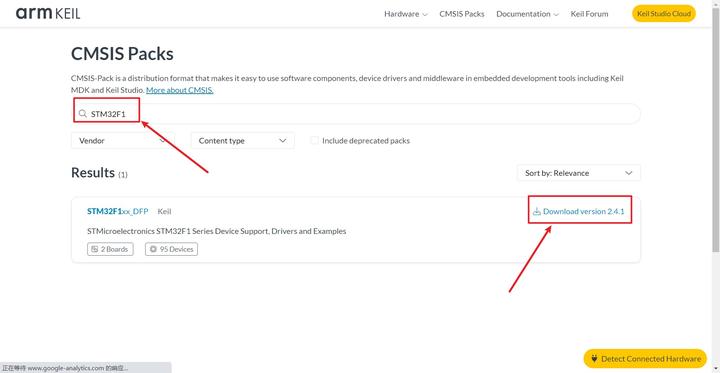 arm KEIL
Hardware
CMSIS Packs
Documentation
Keil Forum
Keil Studio Cloud
CMSIS Packs
CMSIS-Pack is a distribution format that makes it easy to use software components, device drivers and middleware in embedded development tools including Keil
MDK and Keil Studio. More about CMSIS.
STM32F1
Vendor
Content type
Include deprecated packs
Results (1)
Sort by: Relevance
STM32F1xx_DFP Keil
Download version 2.4.1
STMicroelectronics STM32F1 Series Device Support, Drivers and Examples
2 Boards
95 Devices
Detect Connected Hardware
正在等待 www.google-analytics.com 的响应...